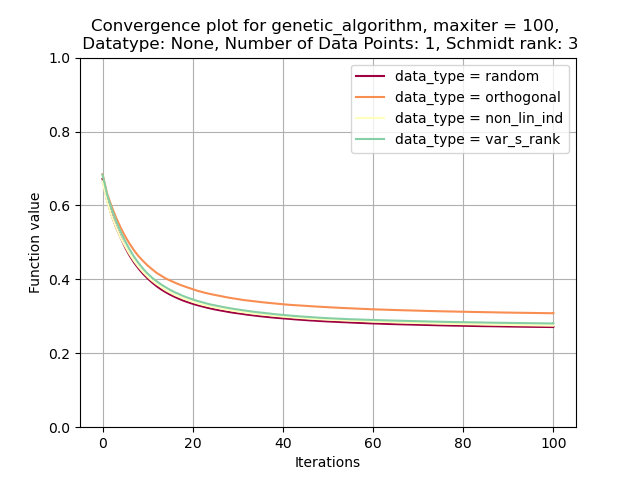 Convergence plot for genetic_algorithm, maxiter = 100,
Datatype: None, Number of Data Points: 1, Schmidt rank: 3
data_type = random
data_type = orthogonal
data_type = non_lin_ind
data_type = var_s_rank
Function value
1.0
0.8
0.6
0.4
0.2
0.0
0 20 40 60 80 100
Iterations